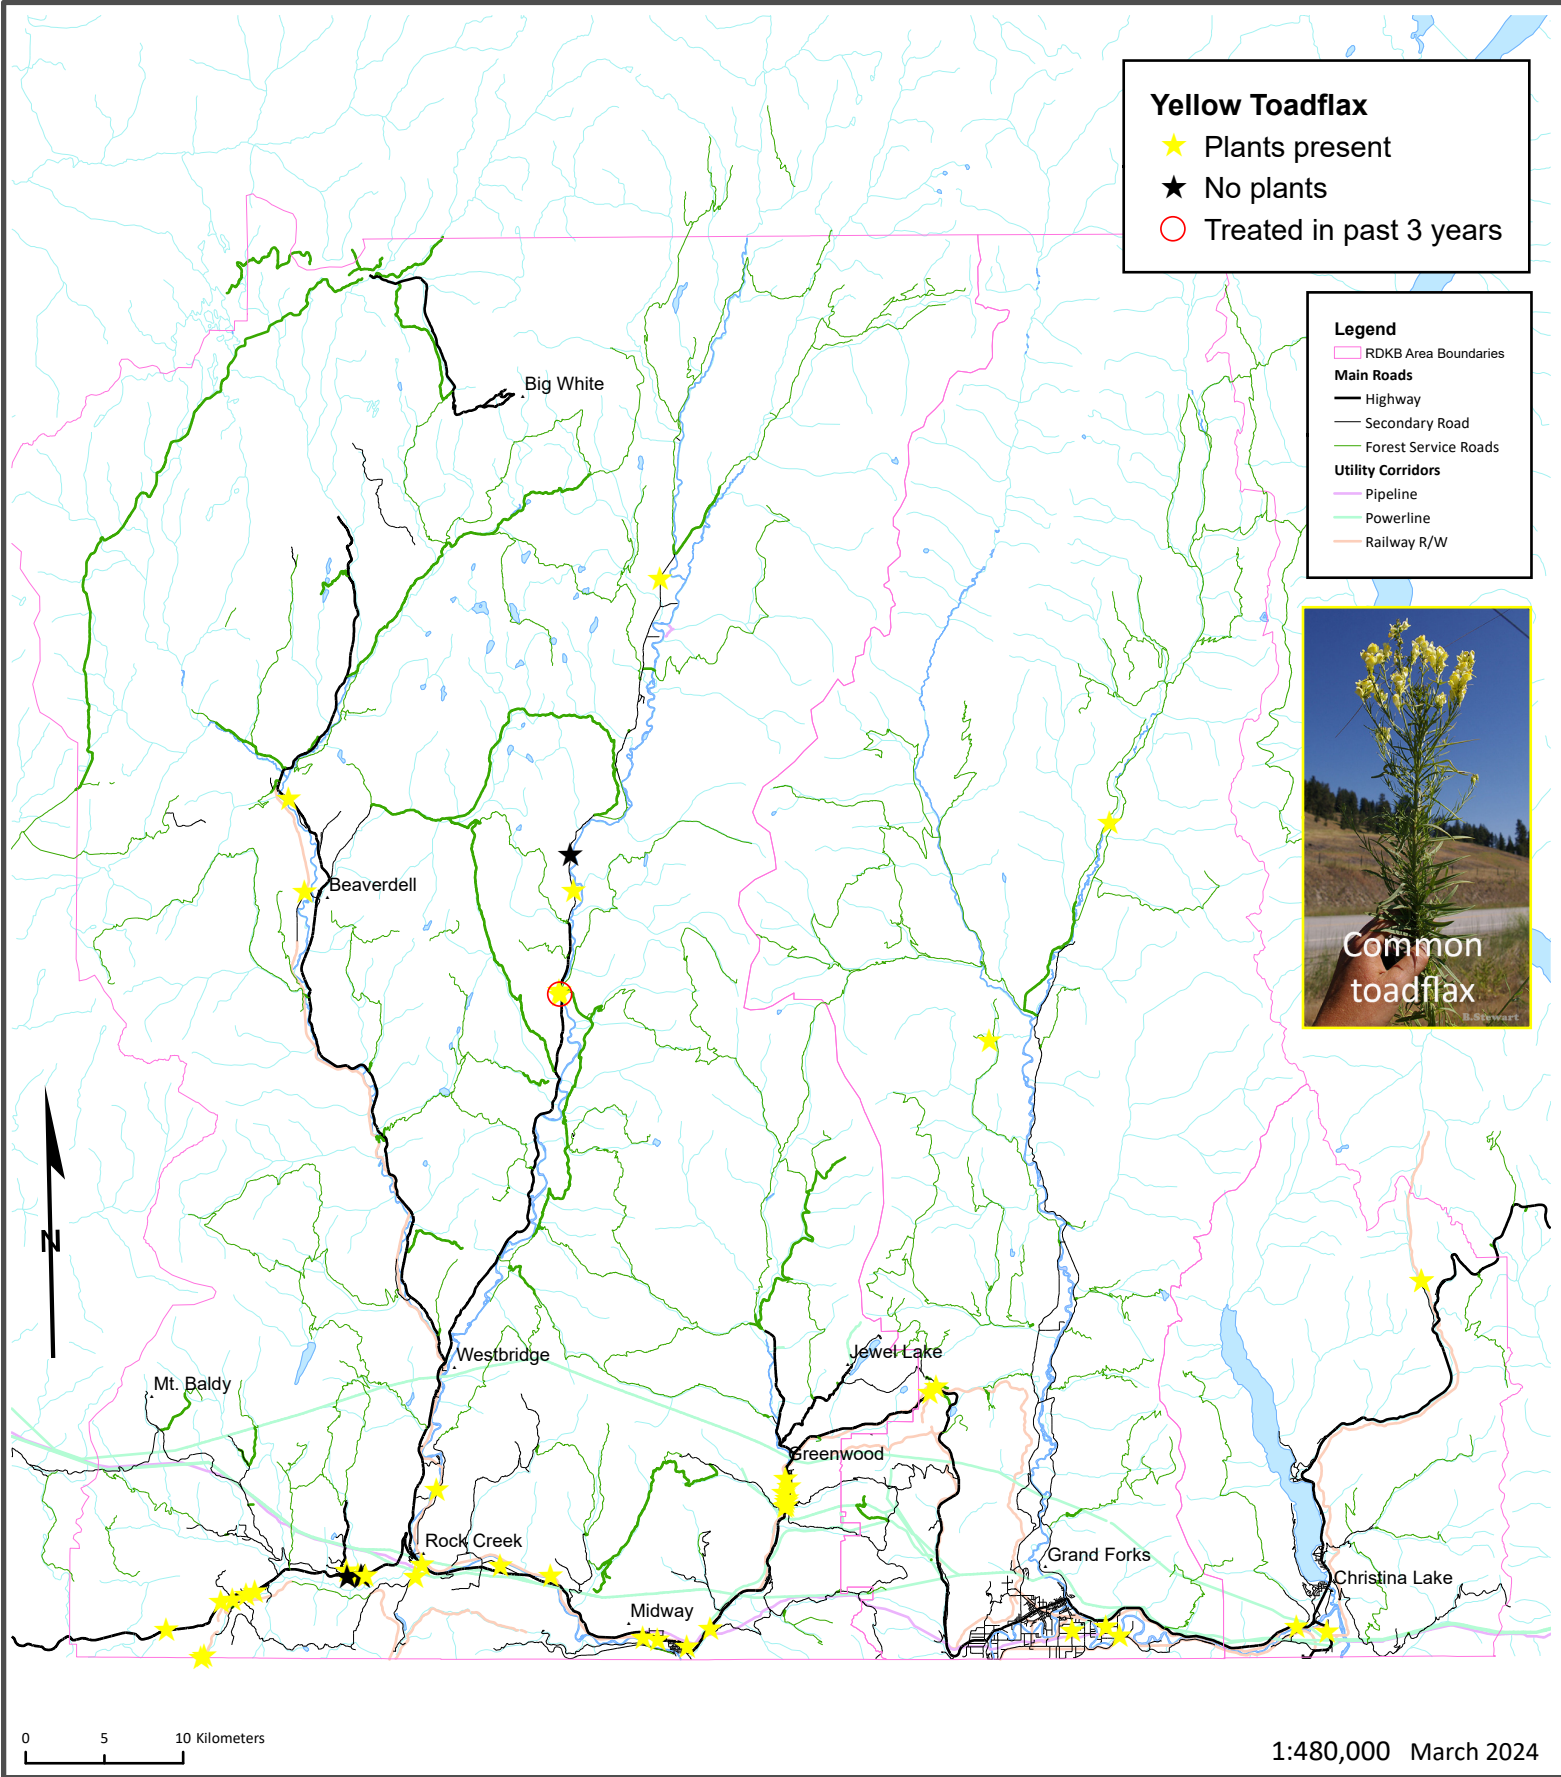 Yellow Toadflax
Plants present
No plants
Treated in past 3 years
Legend
RDKB Area Boundaries
Main Roads
Highway
Secondary Road
Forest Service Roads
Utility Corridors
Pipeline
Powerline
Railway R/W
Big White
Beaverdell
Common
toadflax
B.Stewart
N
Westbridge
Jewel Lake
Mt. Baldy
Greenwood
Rock Creek
Grand Forks
Christina Lake
Midway
0 5 10 Kilometers
1:480,000 March 2024